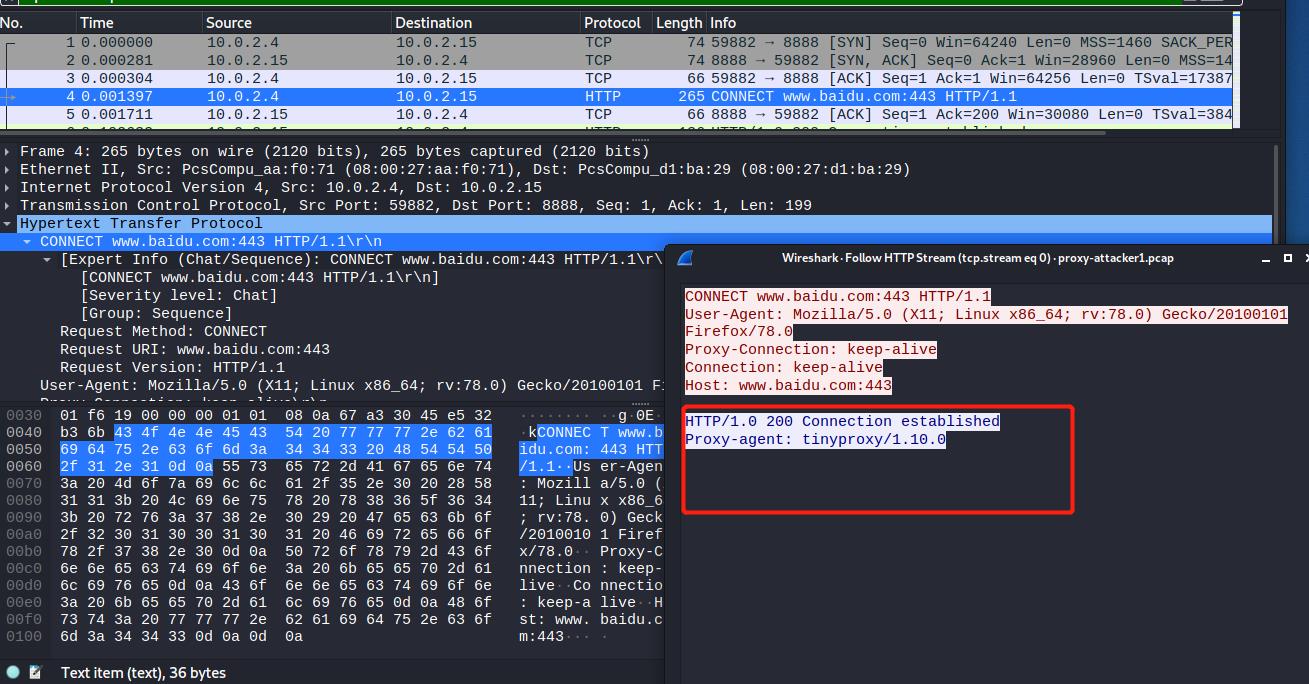 No. Time Source Destination Protocol Length Info
1 0.000000 10.0.2.4 10.0.2.15 TCP 74 59882 → 8888 [SYN] Seq=0 Win=64240 Len=0 MSS=1460 SACK_PER
2 0.000281 10.0.2.15 10.0.2.4 TCP 74 8888 → 59882 [SYN, ACK] Seq=0 Ack=1 Win=28960 Len=0 MSS=14
3 0.000304 10.0.2.4 10.0.2.15 TCP 66 59882 → 8888 [ACK] Seq=1 Ack=1 Win=64256 Len=0 TSval=17387
4 0.001397 10.0.2.4 10.0.2.15 HTTP 265 CONNECT www.baidu.com:443 HTTP/1.1
5 0.001711 10.0.2.15 10.0.2.4 TCP 66 8888 → 59882 [ACK] Seq=1 Ack=200 Win=30080 Len=0 TSval=384
Frame 4: 265 bytes on wire (2120 bits), 265 bytes captured (2120 bits)
Ethernet II, Src: PcsCompu_aa:f0:71 (08:00:27:aa:f0:71), Dst: PcsCompu_d1:ba:29 (08:00:27:d1:ba:29)
Internet Protocol Version 4, Src: 10.0.2.4, Dst: 10.0.2.15
Transmission Control Protocol, Src Port: 59882, Dst Port: 8888, Seq: 1, Ack: 1, Len: 199
Hypertext Transfer Protocol
CONNECT www.baidu.com:443 HTTP/1.1\r\n
[Expert Info (Chat/Sequence): CONNECT www.baidu.com:443 HTTP/1.1\r\
[CONNECT www.baidu.com:443 HTTP/1.1\r\n]
[Severity level: Chat]
[Group: Sequence]
Request Method: CONNECT
Request URI: www.baidu.com:443
Request Version: HTTP/1.1
User-Agent: Mozilla/5.0 (X11; Linux x86_64; rv:78.0) Gecko/20100101 Fi
0030 01 f6 19 00 00 00 01 01 08 0a 67 a3 30 45 e5 32 ········ ··g·0E·
0040 b3 6b 43 4f 4e 4e 45 43 54 20 77 77 77 2e 62 61 ·kCONNEC T www.b
0050 69 64 75 2e 63 6f 6d 3a 34 34 33 20 48 54 54 50 idu.com: 443 HTT
0060 2f 31 2e 31 0d 0a 55 73 65 72 2d 41 67 65 6e 74 /1.1··Us er-Agen
0070 3a 20 4d 6f 7a 69 6c 6c 61 2f 35 2e 30 20 28 58 : Mozill a/5.0 (
0080 31 31 3b 20 4c 69 6e 75 78 20 78 38 36 5f 36 34 11; Linu x x86_6
0090 3b 20 72 76 3a 37 38 2e 30 29 20 47 65 63 6b 6f ; rv:78. 0) Geck
00a0 2f 32 30 31 30 30 31 30 31 20 46 69 72 65 66 6f /2010010 1 Firef
00b0 78 2f 37 38 2e 30 0d 0a 50 72 6f 78 79 2d 43 6f x/78.0·· Proxy-C
00c0 6e 6e 65 63 74 69 6f 6e 3a 20 6b 65 65 70 2d 61 nnection : keep-
00d0 6c 69 76 65 0d 0a 43 6f 6e 6e 65 63 74 69 6f 6e live··Co nnectio
00e0 3a 20 6b 65 65 70 2d 61 6c 69 76 65 0d 0a 48 6f : keep-a live··H
00f0 73 74 3a 20 77 77 77 2e 62 61 69 64 75 2e 63 6f st: www. baidu.c
0100 6d 3a 34 34 33 0d 0a 0d 0a m:443··· ·
Text item (text), 36 bytes
Wireshark · Follow HTTP Stream (tcp.stream eq 0) · proxy-attacker1.pcap
CONNECT www.baidu.com:443 HTTP/1.1
User-Agent: Mozilla/5.0 (X11; Linux x86_64; rv:78.0) Gecko/20100101
Firefox/78.0
Proxy-Connection: keep-alive
Connection: keep-alive
Host: www.baidu.com:443
HTTP/1.0 200 Connection established
Proxy-agent: tinyproxy/1.10.0